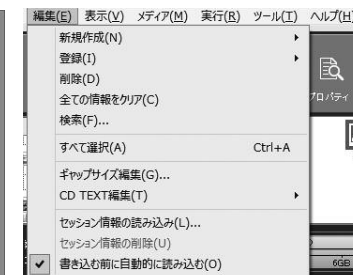 編集(E) 表示(V) メディア(M) 実行(R) ツール(T) ヘルプ(H)
新規作成(N)
登録(I)
削除(D)
全ての情報をクリア(C)
検索(F)...
プロパティ
すべて選択(A) Ctrl+A
ギャップサイズ編集(G)...
CD TEXT編集(T)
セッション情報の読み込み(L)...
セッション情報の削除(U)
書き込む前に自動的に読み込む(O)
6GB